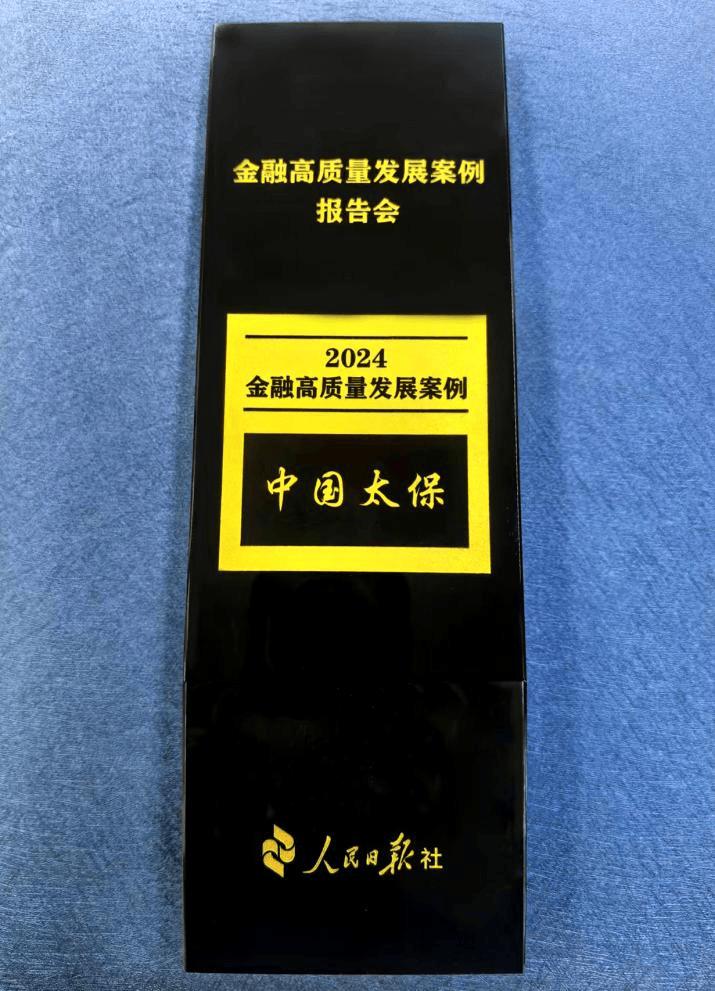 金融高质量发展案例
报告会
2024
金融高质量发展案例
中国太保
人民日报社